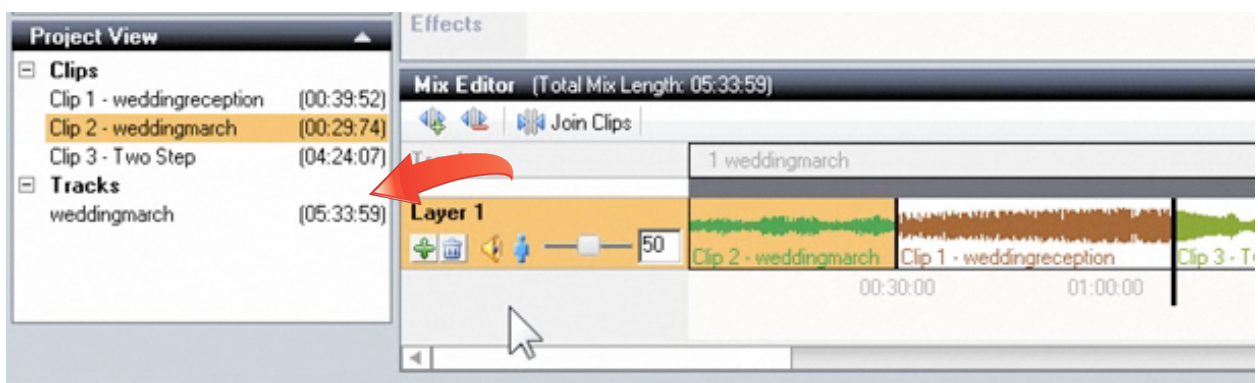 Project View
Clips
Clip 1 - weddingreception (00:39:52)
Clip 2 - weddingmarch (00:29:74)
Clip 3 - Two Step (04:24:07)
Tracks
weddingmarch (05:33:59)
Effects
Mix Editor (Total Mix Length: 05:33:59)
Join Clips
1 weddingmarch
Layer 1
50
Clip 2 - weddingmarch Clip 1 - weddingreception Clip 3 - T
00:30:00 01:00:00